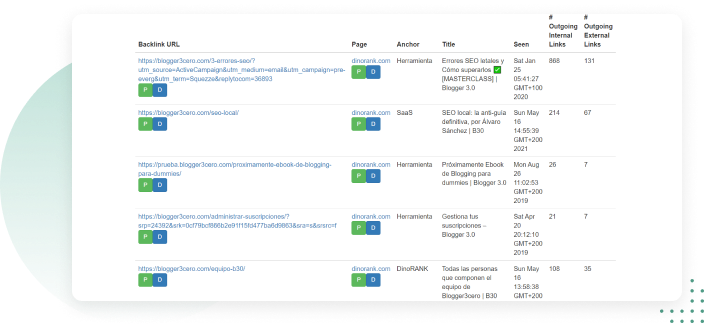 # #
Outgoing Outgoing
Internal External
Backlink URL Page Anchor Title Seen Links Links
https://blogger3cero.com/3-errores-seo/? dinorank.com Herramienta Errores SEO letales y Sat Jan 868 131
utm_source=ActiveCampaign&utm_medium=email&utm_campaign=pre- P D Cómo superarlos ✅ 25
everg&utm_term=Squezze&replytocom=36893 [MASTERCLASS] | 05:41:27
P D Blogger 3.0 GMT+100
2020
https://blogger3cero.com/seo-local/ dinorank.com SaaS SEO local: la anti-guía Sun May 214 67
P D P D definitiva, por Álvaro 16
Sánchez | B30 14:55:39
GMT+200
2021
https://prueba.blogger3cero.com/proximamente-ebook-de-blogging- dinorank.com Herramienta Próximamente Ebook Mon Aug 26 7
para-dummies/ P D de Blogging para 26
P D dummies | Blogger 3.0 11:02:53
GMT+200
2019
https://blogger3cero.com/administrar-suscripciones/? dinorank.com Herramienta Gestiona tus Sat Apr 21 7
P D suscripciones – 20
P D Blogger 3.0 20:12:10
GMT+200
2019
https://blogger3cero.com/equipo-b30/ dinorank.com DinoRANK Todas las personas Sun May 108 35
P D P D que componen el 16
equipo de 13:58:38
Blogger3cero | B30 GMT+200